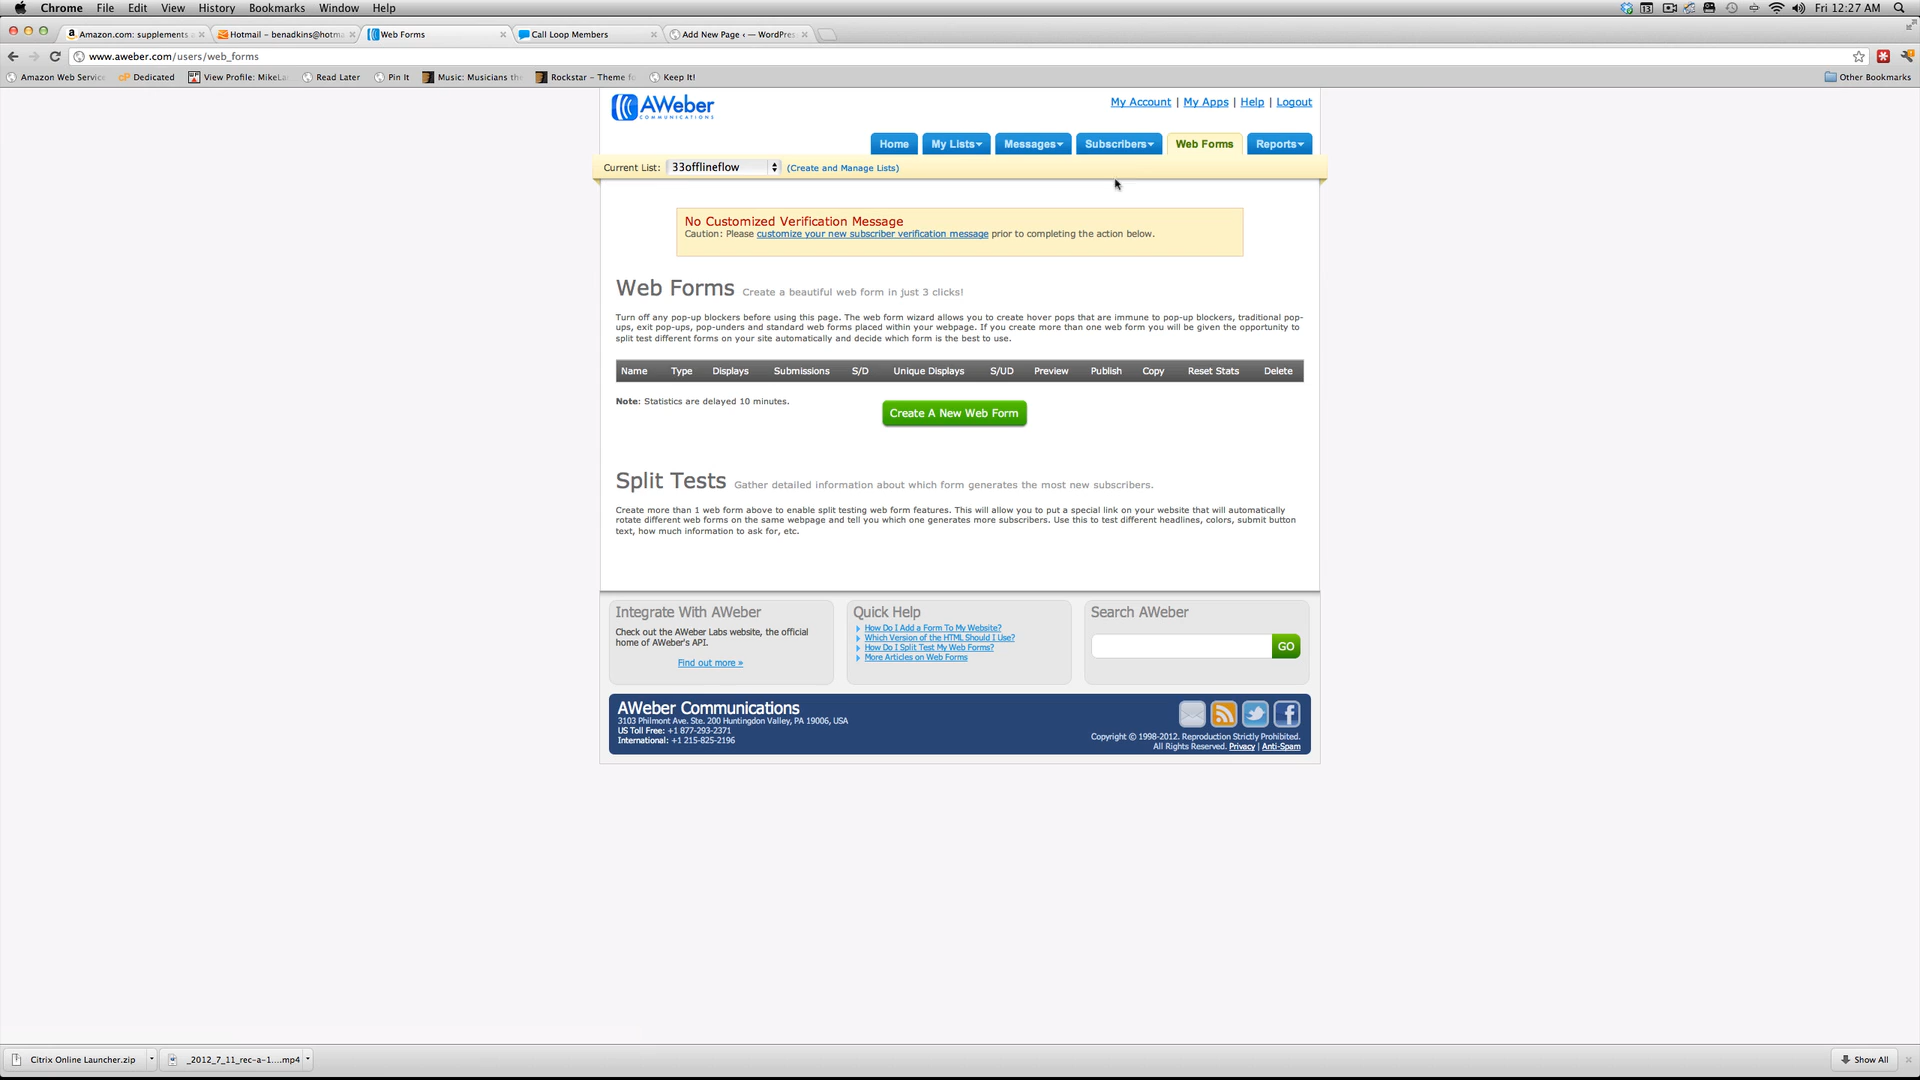 Chrome File Edit View History Bookmarks Window Help Fri 12:27 AM
Amazon.com: supplements Hotmail – benadkins@hotm Web Forms Call Loop Members Add New Page ‹ — WordPres
www.aweber.com/users/web_forms
Amazon Web Servic Dedicated View Profile: MikeL Read Later Pin It Music: Musicians th Rockstar – Theme f Keep It! Other Bookmarks
AWeber
COMMUNICATIONS
My Account | My Apps | Help | Logout
Home My Lists Messages Subscribers Web Forms Reports
Current List: 33offlineflow (Create and Manage Lists)
No Customized Verification Message
Caution: Please customize your new subscriber verification message prior to completing the action below.
Web Forms Create a beautiful web form in just 3 clicks!
Turn off any pop-up blockers before using this page. The web form wizard allows you to create hover pops that are immune to pop-up blockers, traditional pop-
ups, exit pop-ups, pop-unders and standard web forms placed within your webpage. If you create more than one web form you will be given the opportunity to
split test different forms on your site automatically and decide which form is the best to use.
Name Type Displays Submissions S/D Unique Displays S/UD Preview Publish Copy Reset Stats Delete
Note: Statistics are delayed 10 minutes.
Create A New Web Form
Split Tests Gather detailed information about which form generates the most new subscribers.
Create more than 1 web form above to enable split testing web form features. This will allow you to put a special link on your website that will automatically
rotate different web forms on the same webpage and tell you which one generates more subscribers. Use this to test different headlines, colors, submit button
text, how much information to ask for, etc.
Integrate With AWeber
Check out the AWeber Labs website, the official
home of AWeber's API.
Find out more »
Quick Help
How Do I Add a Form To My Website?
Which Version of the HTML Should I Use?
How Do I Split Test My Web Forms?
More Articles on Web Forms
Search AWeber
GO
AWeber Communications
3103 Philmont Ave. Ste. 200 Huntingdon Valley, PA 19006, USA
US Toll Free: +1 877-293-2371
International: +1 215-825-2196
Copyright © 1998-2012. Reproduction Strictly Prohibited.
All Rights Reserved. Privacy | Anti-Spam
Citrix Online Launcher.zip _2012_7_11_rec-a-1....mp4 Show All